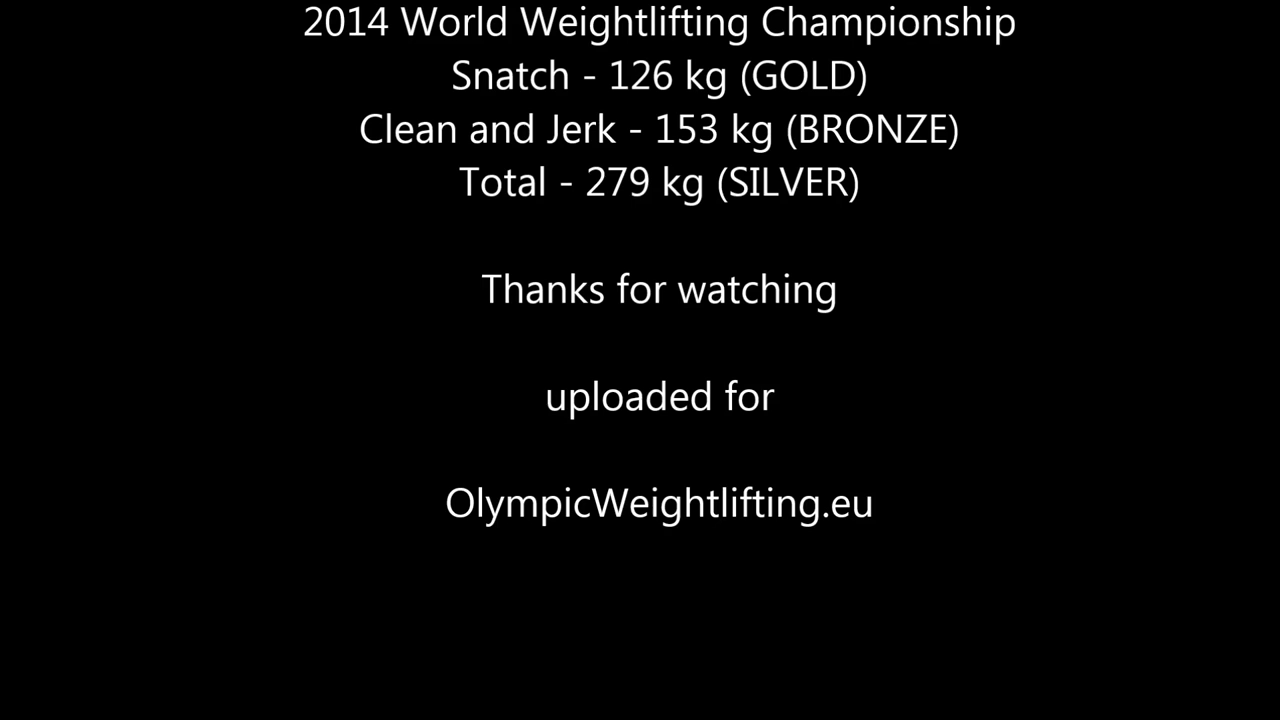 2014 World Weightlifting Championship
Snatch - 126 kg (GOLD)
Clean and Jerk - 153 kg (BRONZE)
Total - 279 kg (SILVER)
Thanks for watching
uploaded for
OlympicWeightlifting.eu